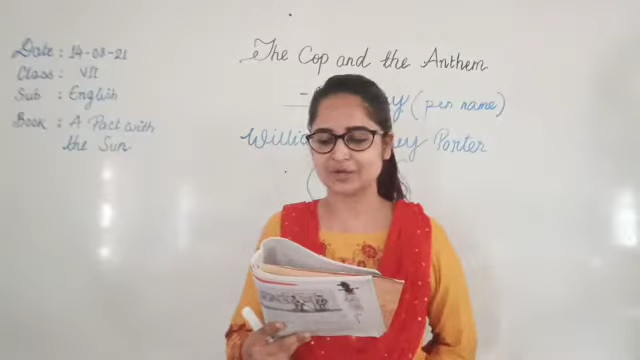 Date : 14-08-21
Class : VII
Sub : English
Book : A Pact with
the Sun
The Cop and the Anthem
(pen name)
Porter